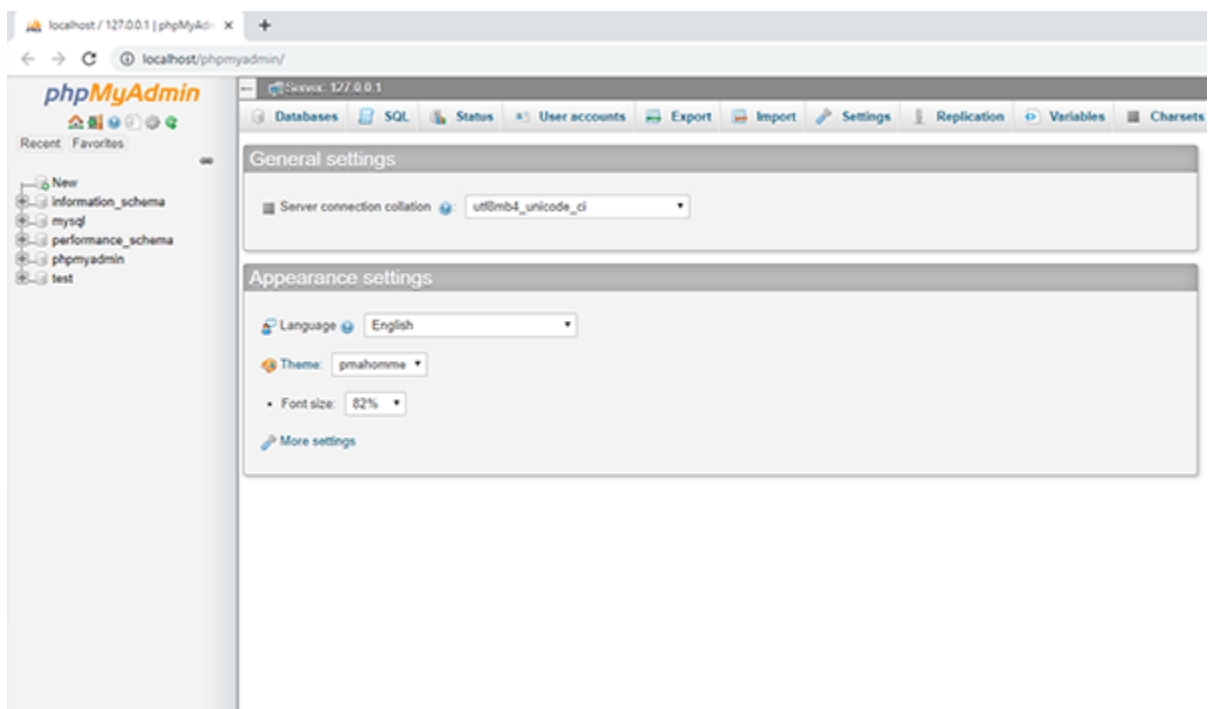 localhost / 127.0.0.1 | phpMyAdm
localhost/phpmyadmin/
phpMyAdmin
Recent Favorites
New
information_schema
mysql
performance_schema
phpmyadmin
test
Server: 127.0.0.1
Databases SQL Status User accounts Export Import Settings Replication Variables Charsets
General settings
Server connection collation : utf8mb4_unicode_ci
Appearance settings
Language English
Theme: pmahomme
• Font size: 82%
More settings